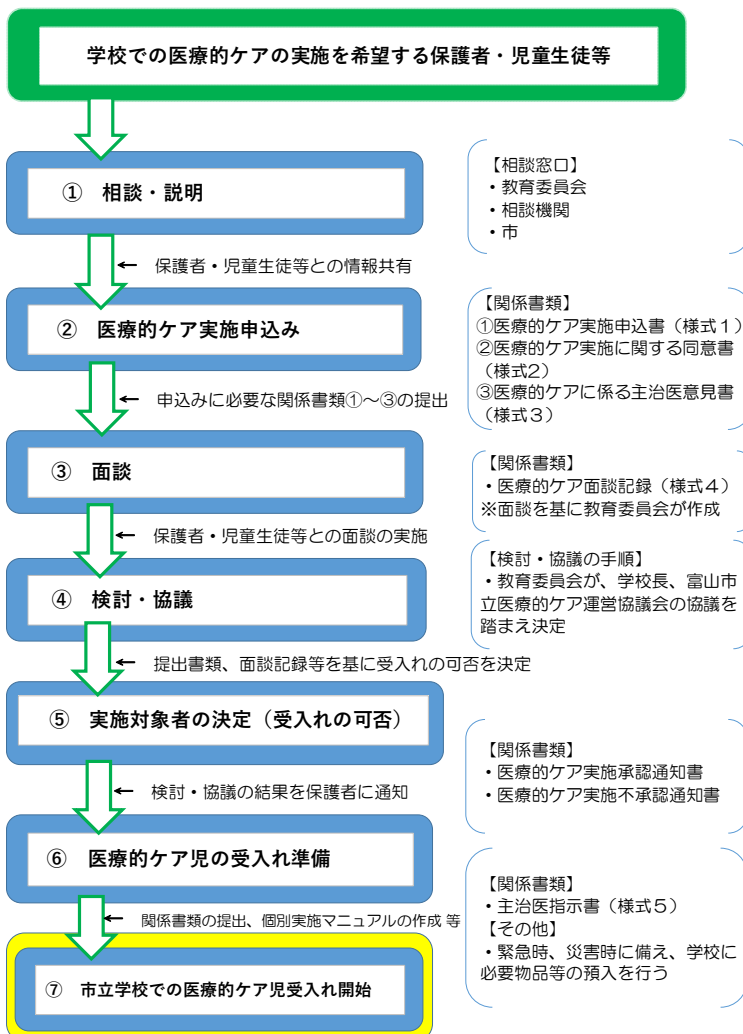 学校での医療的ケアの実施を希望する保護者・児童生徒等
① 相談・説明
【相談窓口】
・教育委員会
・相談機関
・市
← 保護者・児童生徒等との情報共有
② 医療的ケア実施申込み
【関係書類】
①医療的ケア実施申込書（様式１）
②医療的ケア実施に関する同意書
（様式２）
③医療的ケアに係る主治医意見書
（様式３）
← 申込みに必要な関係書類①～③の提出
③ 面談
【関係書類】
・医療的ケア面談記録（様式４）
※面談を基に教育委員会が作成
← 保護者・児童生徒等との面談の実施
④ 検討・協議
【検討・協議の手順】
・教育委員会が、学校長、富山市
立医療的ケア運営協議会の協議を
踏まえ決定
← 提出書類、面談記録等を基に受入れの可否を決定
⑤ 実施対象者の決定（受入れの可否）
【関係書類】
・医療的ケア実施承認通知書
・医療的ケア実施不承認通知書
← 検討・協議の結果を保護者に通知
⑥ 医療的ケア児の受入れ準備
【関係書類】
・主治医指示書（様式５）
【その他】
・緊急時、災害時に備え、学校に
必要物品等の預入を行う
← 関係書類の提出、個別実施マニュアルの作成 等
⑦ 市立学校での医療的ケア児受入れ開始